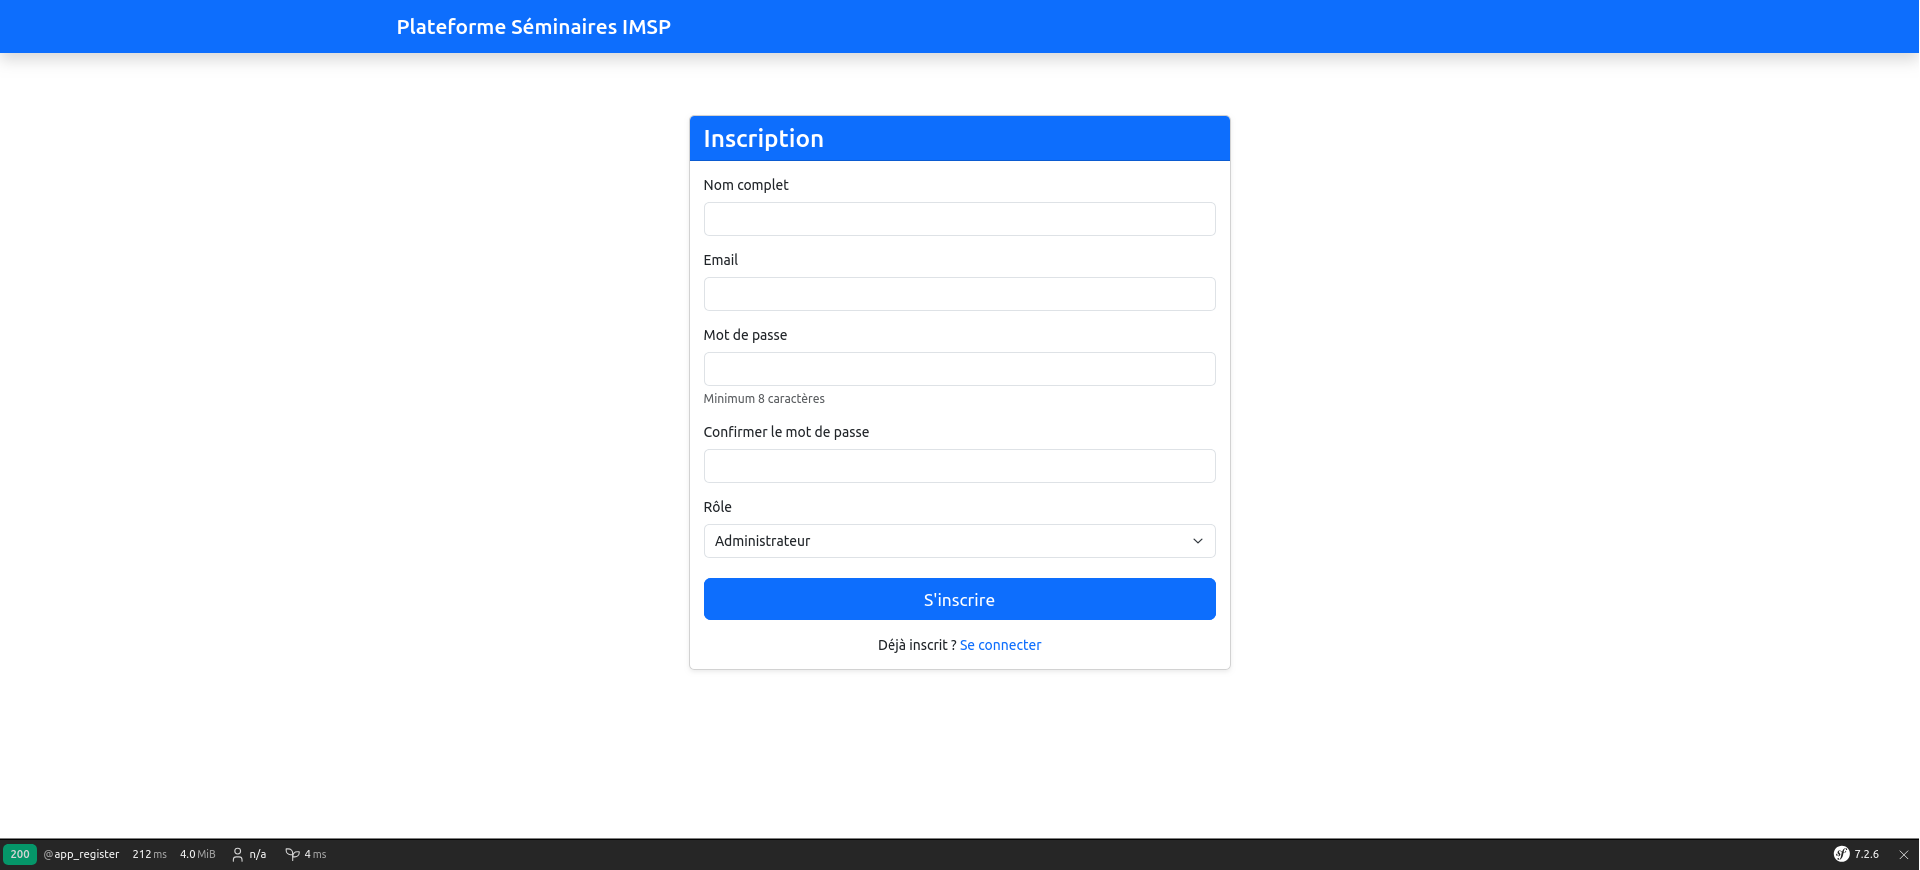 Plateforme Séminaires IMSP
Inscription
Nom complet
Email
Mot de passe
Minimum 8 caractères
Confirmer le mot de passe
Rôle
Administrateur
S'inscrire
Déjà inscrit ? Se connecter
200 @app_register 212 ms 4.0 MiB n/a 4 ms sf 7.2.6